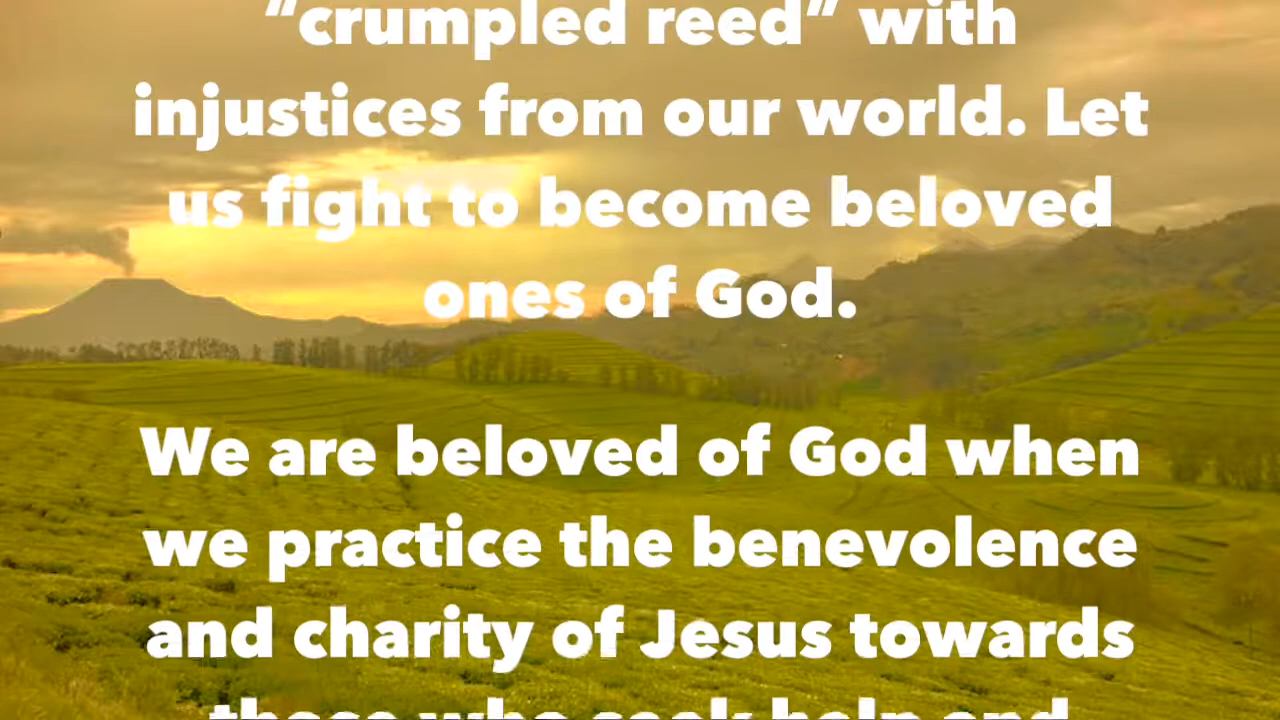 “crumpled reed” with
injustices from our world. Let
us fight to become beloved
ones of God.
We are beloved of God when
we practice the benevolence
and charity of Jesus towards
those who seek help and